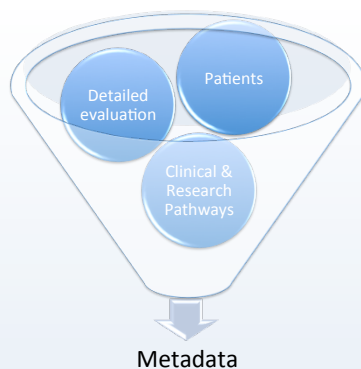 Patients
Detailed
evaluation
Clinical &
Research
Pathways
Metadata